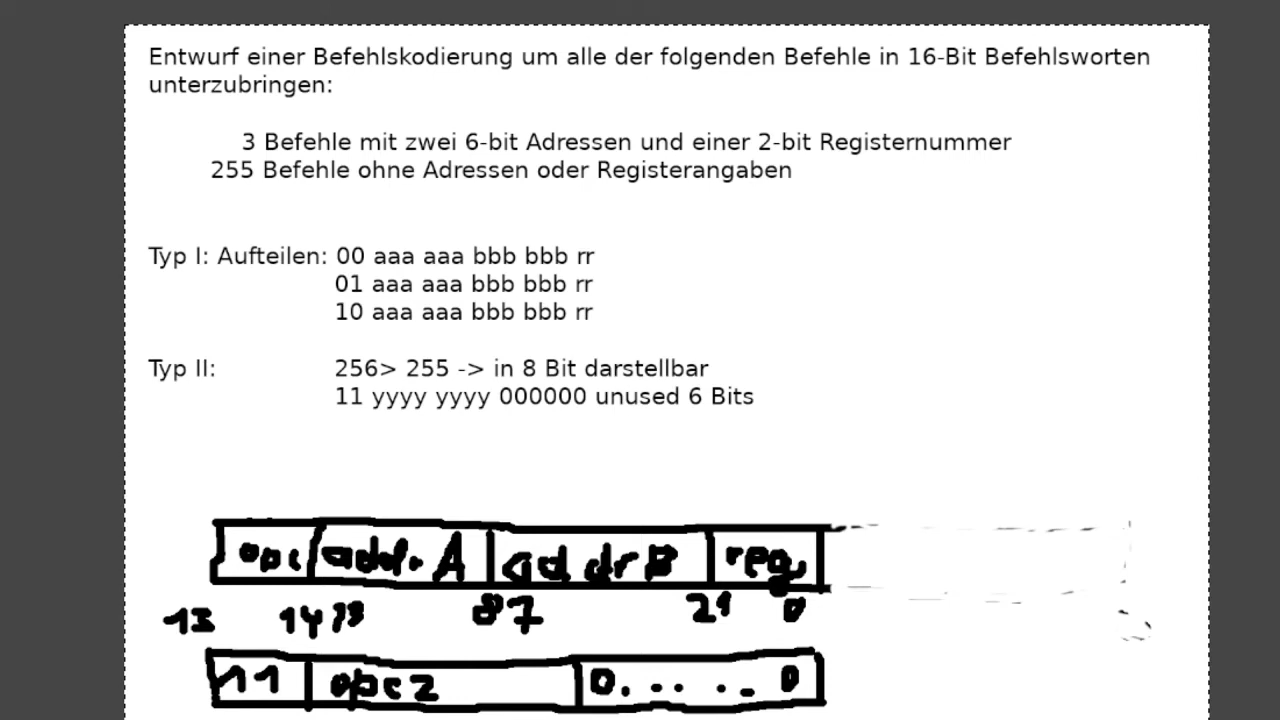 Entwurf einer Befehlskodierung um alle der folgenden Befehle in 16-Bit Befehlsworten
unterzubringen:
3 Befehle mit zwei 6-bit Adressen und einer 2-bit Registernummer
255 Befehle ohne Adressen oder Registerangaben
Typ I: Aufteilen: 00 aaa aaa bbb bbb rr
01 aaa aaa bbb bbb rr
10 aaa aaa bbb bbb rr
Typ II: 256> 255 -> in 8 Bit darstellbar
11 yyyy yyyy 000000 unused 6 Bits
opc addr. A addr B reg
15 14 13 8 7 2 1 0
11 opc2 0. . . . . 0